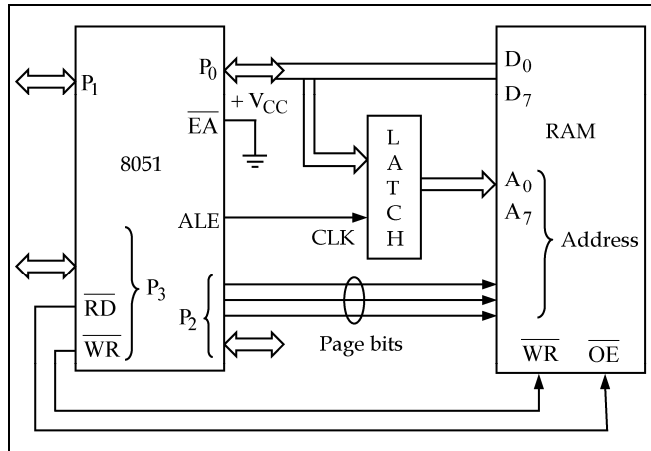 P1
P0
+ VCC
EA
8051
ALE
P3
RD
WR
P2
CLK
LATCH
Page bits
D0
D7
RAM
A0
A7
Address
WR
OE